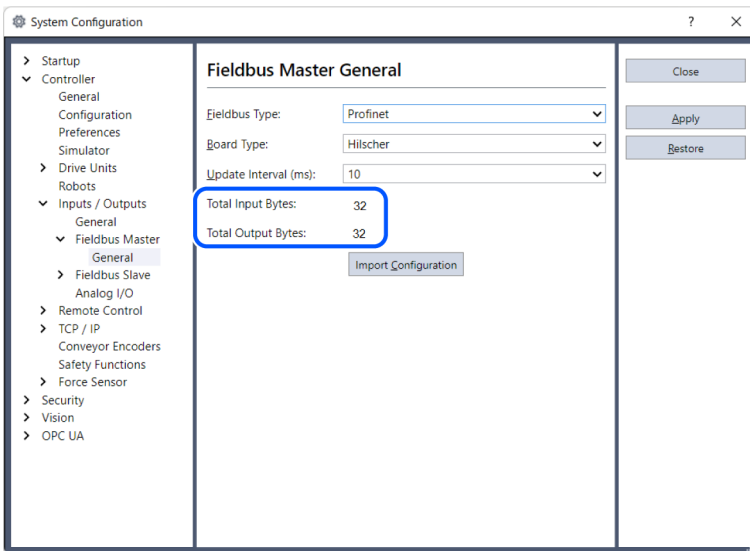 System Configuration
Startup
Controller
General
Configuration
Preferences
Simulator
Drive Units
Robots
Inputs / Outputs
General
Fieldbus Master
General
Fieldbus Slave
Analog I/O
Remote Control
TCP / IP
Conveyor Encoders
Safety Functions
Force Sensor
Security
Vision
OPC UA
Fieldbus Master General
Fieldbus Type: Profinet
Board Type: Hilscher
Update Interval (ms): 10
Total Input Bytes: 32
Total Output Bytes: 32
Import Configuration
Close
Apply
Restore